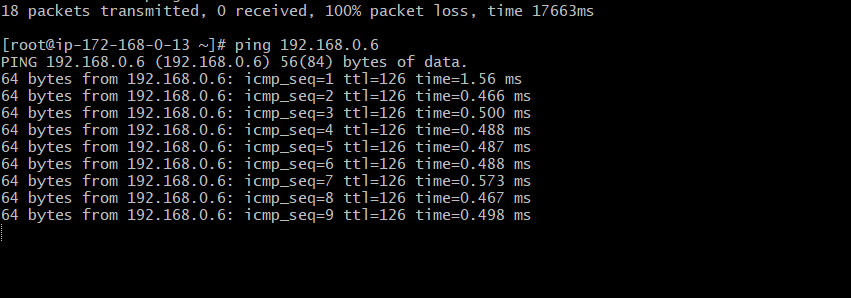 18 packets transmitted, 0 received, 100% packet loss, time 17663ms
[root@ip-172-168-0-13 ~]# ping 192.168.0.6
PING 192.168.0.6 (192.168.0.6) 56(84) bytes of data.
64 bytes from 192.168.0.6: icmp_seq=1 ttl=126 time=1.56 ms
64 bytes from 192.168.0.6: icmp_seq=2 ttl=126 time=0.466 ms
64 bytes from 192.168.0.6: icmp_seq=3 ttl=126 time=0.500 ms
64 bytes from 192.168.0.6: icmp_seq=4 ttl=126 time=0.488 ms
64 bytes from 192.168.0.6: icmp_seq=5 ttl=126 time=0.487 ms
64 bytes from 192.168.0.6: icmp_seq=6 ttl=126 time=0.488 ms
64 bytes from 192.168.0.6: icmp_seq=7 ttl=126 time=0.573 ms
64 bytes from 192.168.0.6: icmp_seq=8 ttl=126 time=0.467 ms
64 bytes from 192.168.0.6: icmp_seq=9 ttl=126 time=0.498 ms